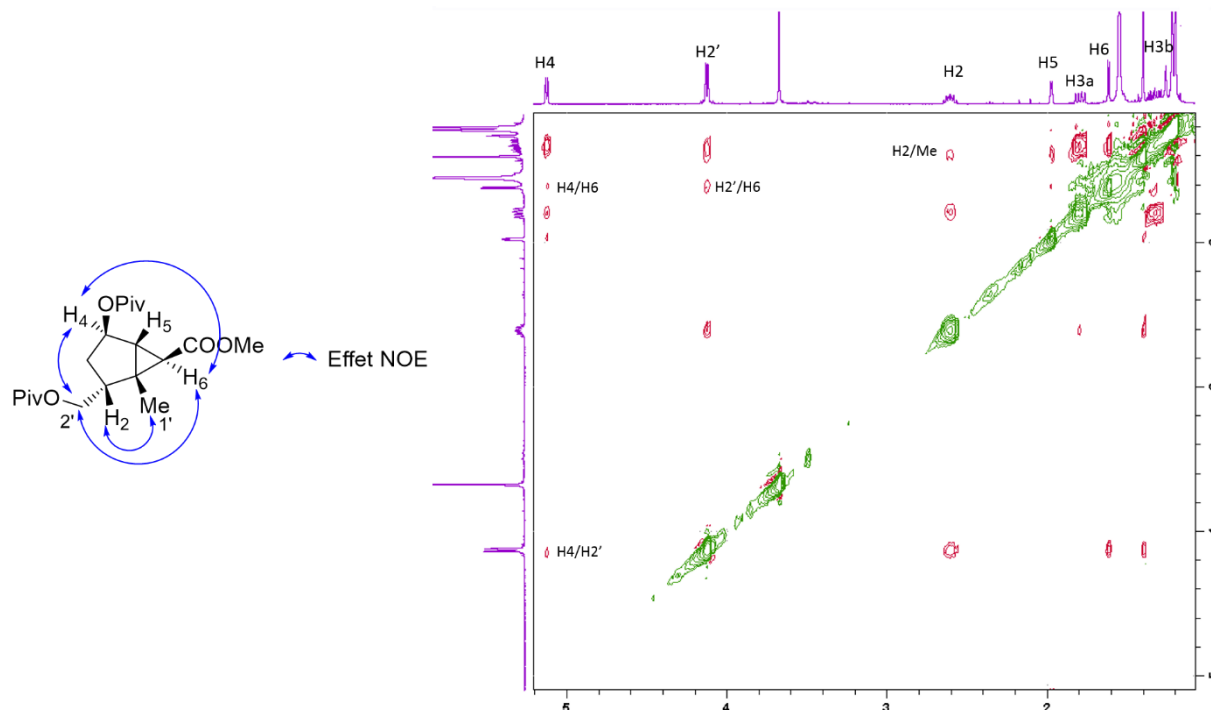 H4
H2’
H2
H5
H3a
H6
H3b
H2/Me
H4/H6
H2’/H6
H4/H2’
OPiv
H4
H5
COOMe
H6
PivO
2'
H2
Me
1'
Effet NOE
5
4
3
2